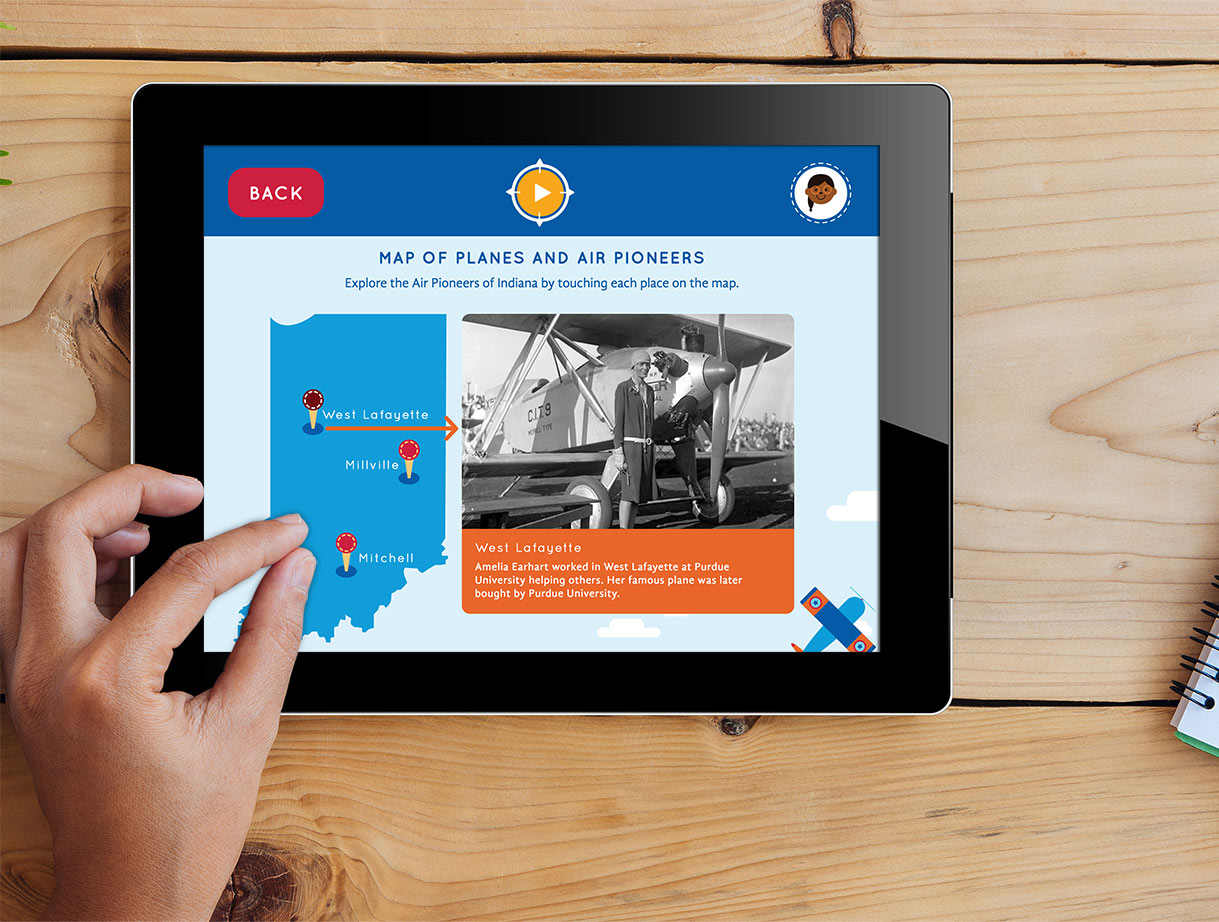 BACK
MAP OF PLANES AND AIR PIONEERS
Explore the Air Pioneers of Indiana by touching each place on the map.
West Lafayette
Millville
Mitchell
C.I.T. 9
West Lafayette
Amelia Earhart worked in West Lafayette at Purdue
University helping others. Her famous plane was later
bought by Purdue University.